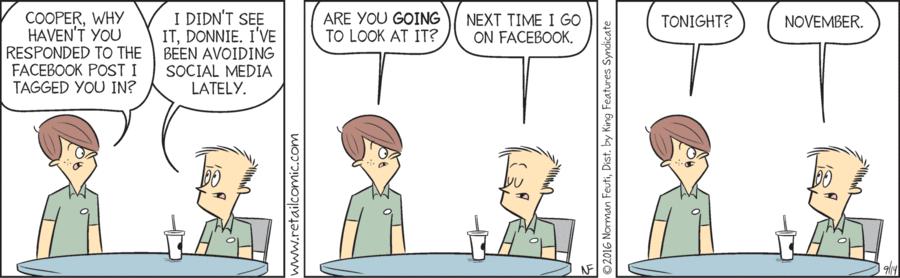 COOPER, WHY
HAVEN'T YOU
RESPONDED TO THE
FACEBOOK POST I
TAGGED YOU IN?
I DIDN'T SEE
IT, DONNIE. I'VE
BEEN AVOIDING
SOCIAL MEDIA
LATELY.
www.retailcomic.com
ARE YOU GOING
TO LOOK AT IT?
NEXT TIME I GO
ON FACEBOOK.
NF
©2016 Norman Feuti, Dist. by King Features Syndicate
TONIGHT?
NOVEMBER.
9/14